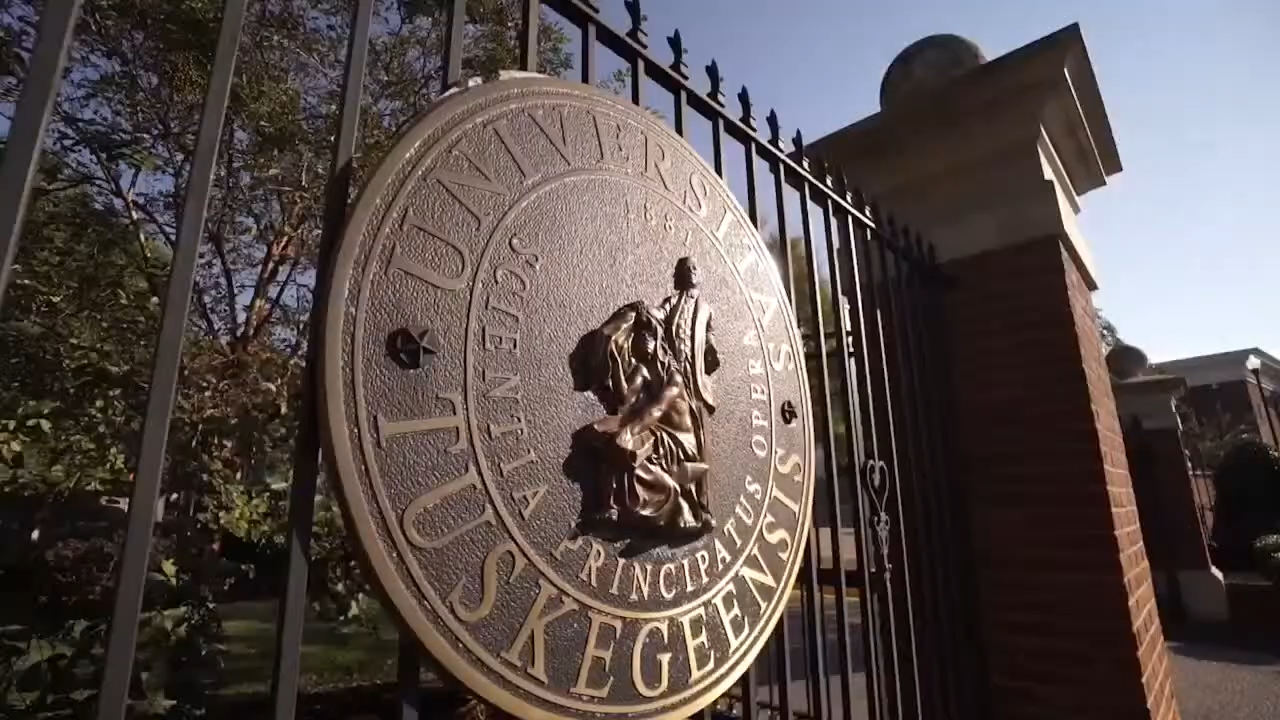 UNIVERSITAS
TUSKEGEENSIS
1881
SCIENTIA PRINCIPATUS OPERA